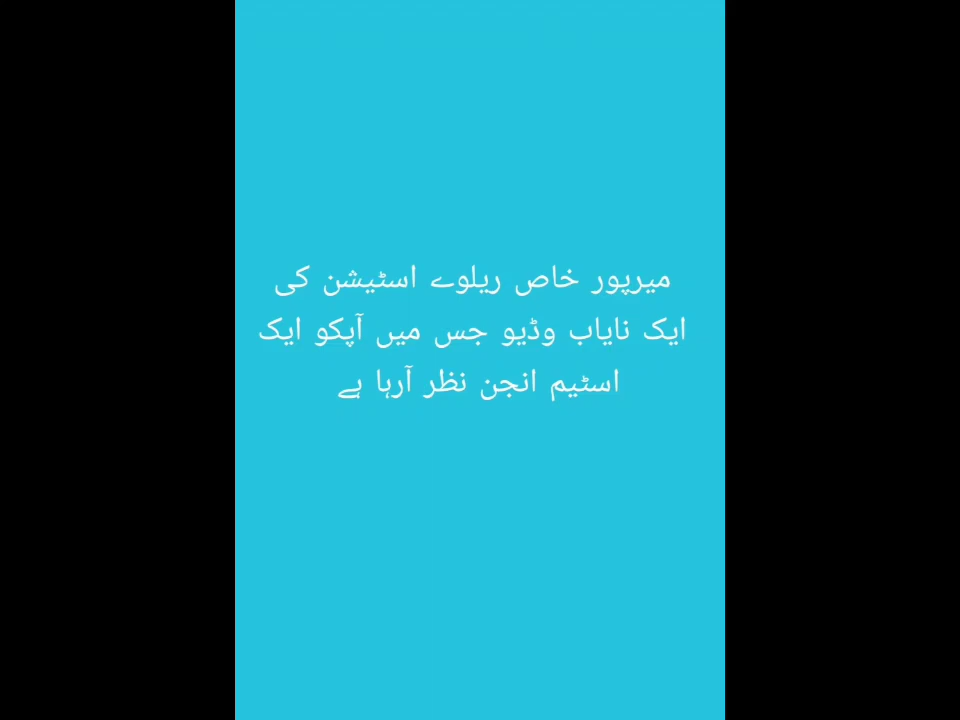 میرپور خاص ریلوے اسٹیشن کی
ایک نایاب وڈیو جس میں آپکو ایک
اسٹیم انجن نظر آرہا ہے